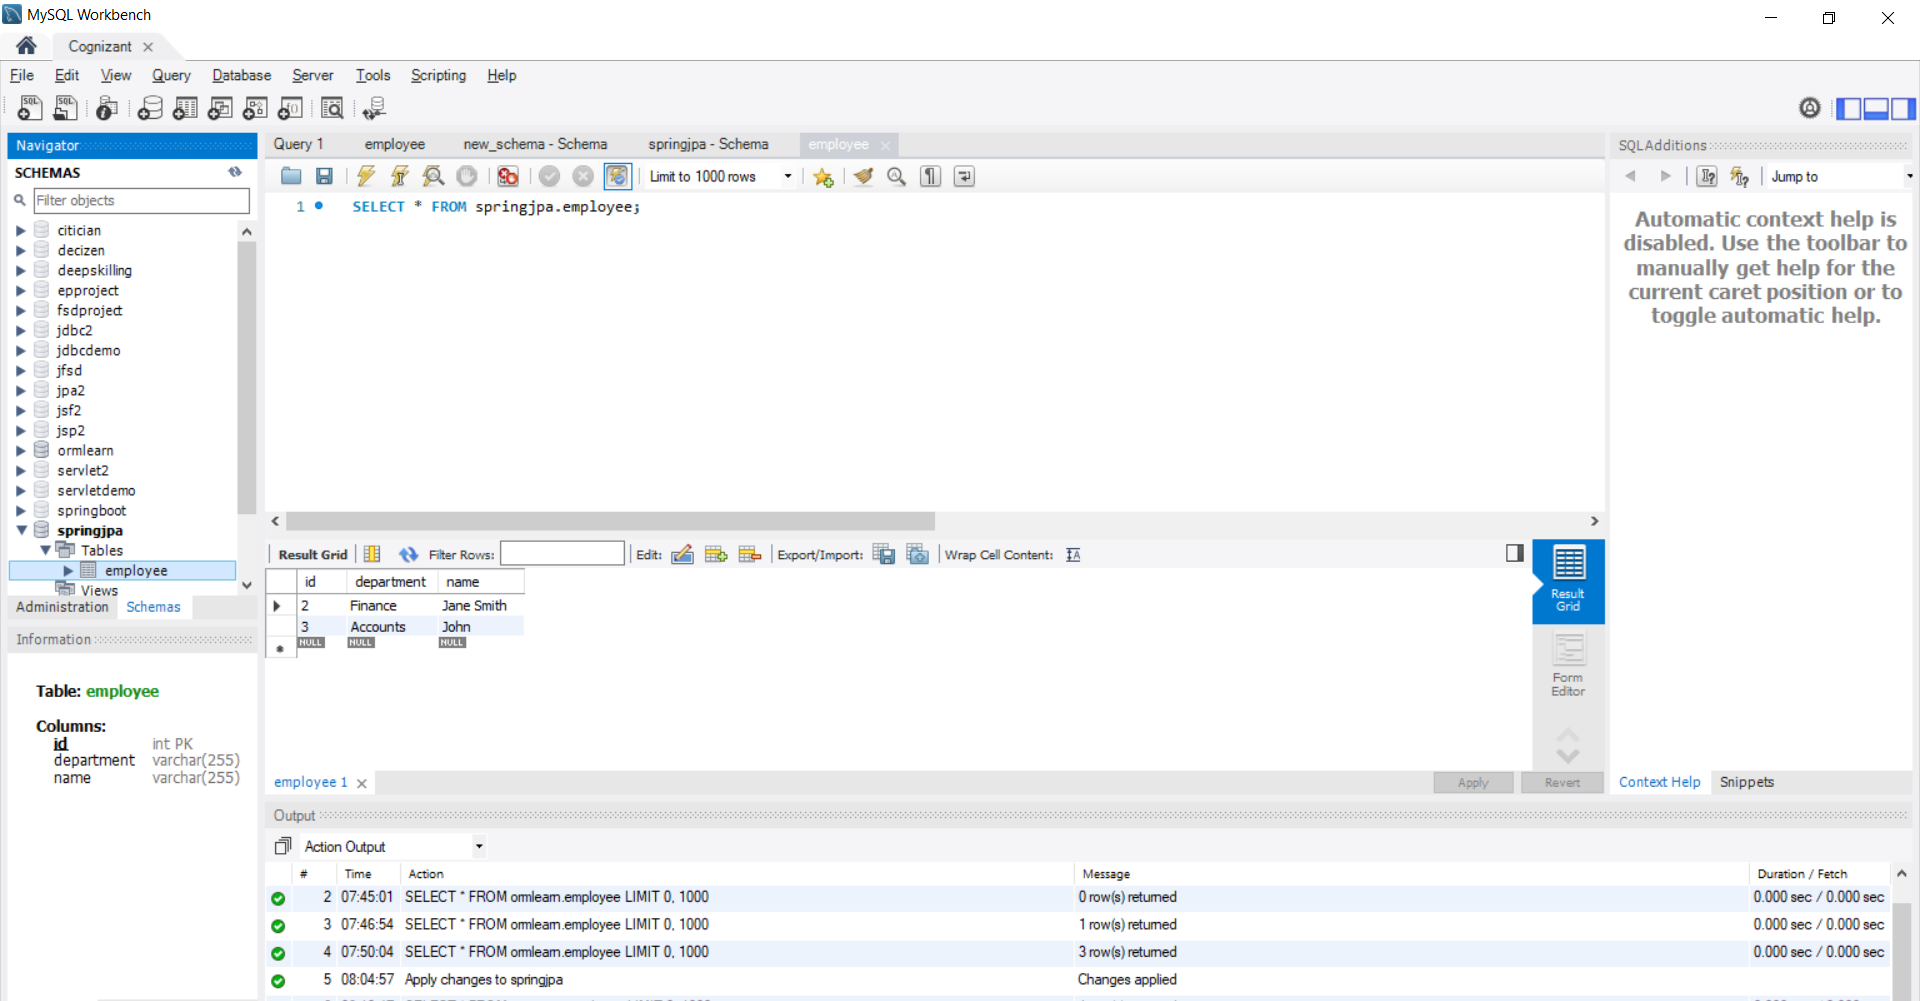 MySQL Workbench
Cognizant
File Edit View Query Database Server Tools Scripting Help
Navigator
SCHEMAS
Filter objects
citician
decizen
deepskilling
epproject
fsdproject
jdbc2
jdbcdemo
jfsd
jpa2
jsf2
jsp2
ormlearn
servlet2
servletdemo
springboot
springjpa
Tables
employee
Views
Administration Schemas
Information
Table: employee
Columns:
id int PK
department varchar(255)
name varchar(255)
Query 1 employee new_schema - Schema springjpa - Schema employee
Limit to 1000 rows
1 SELECT * FROM springjpa.employee;
Result Grid Filter Rows: Edit: Export/Import: Wrap Cell Content:
id department name
2 Finance Jane Smith
3 Accounts John
NULL NULL NULL
Result Grid
Form Editor
employee 1
Apply Revert
Output
Action Output
# Time Action Message Duration / Fetch
2 07:45:01 SELECT * FROM ormlearn.employee LIMIT 0, 1000 0 row(s) returned 0.000 sec / 0.000 sec
3 07:46:54 SELECT * FROM ormlearn.employee LIMIT 0, 1000 1 row(s) returned 0.000 sec / 0.000 sec
4 07:50:04 SELECT * FROM ormlearn.employee LIMIT 0, 1000 3 row(s) returned 0.000 sec / 0.000 sec
5 08:04:57 Apply changes to springjpa Changes applied
SQLAdditions
Jump to
Automatic context help is
disabled. Use the toolbar to
manually get help for the
current caret position or to
toggle automatic help.
Context Help Snippets